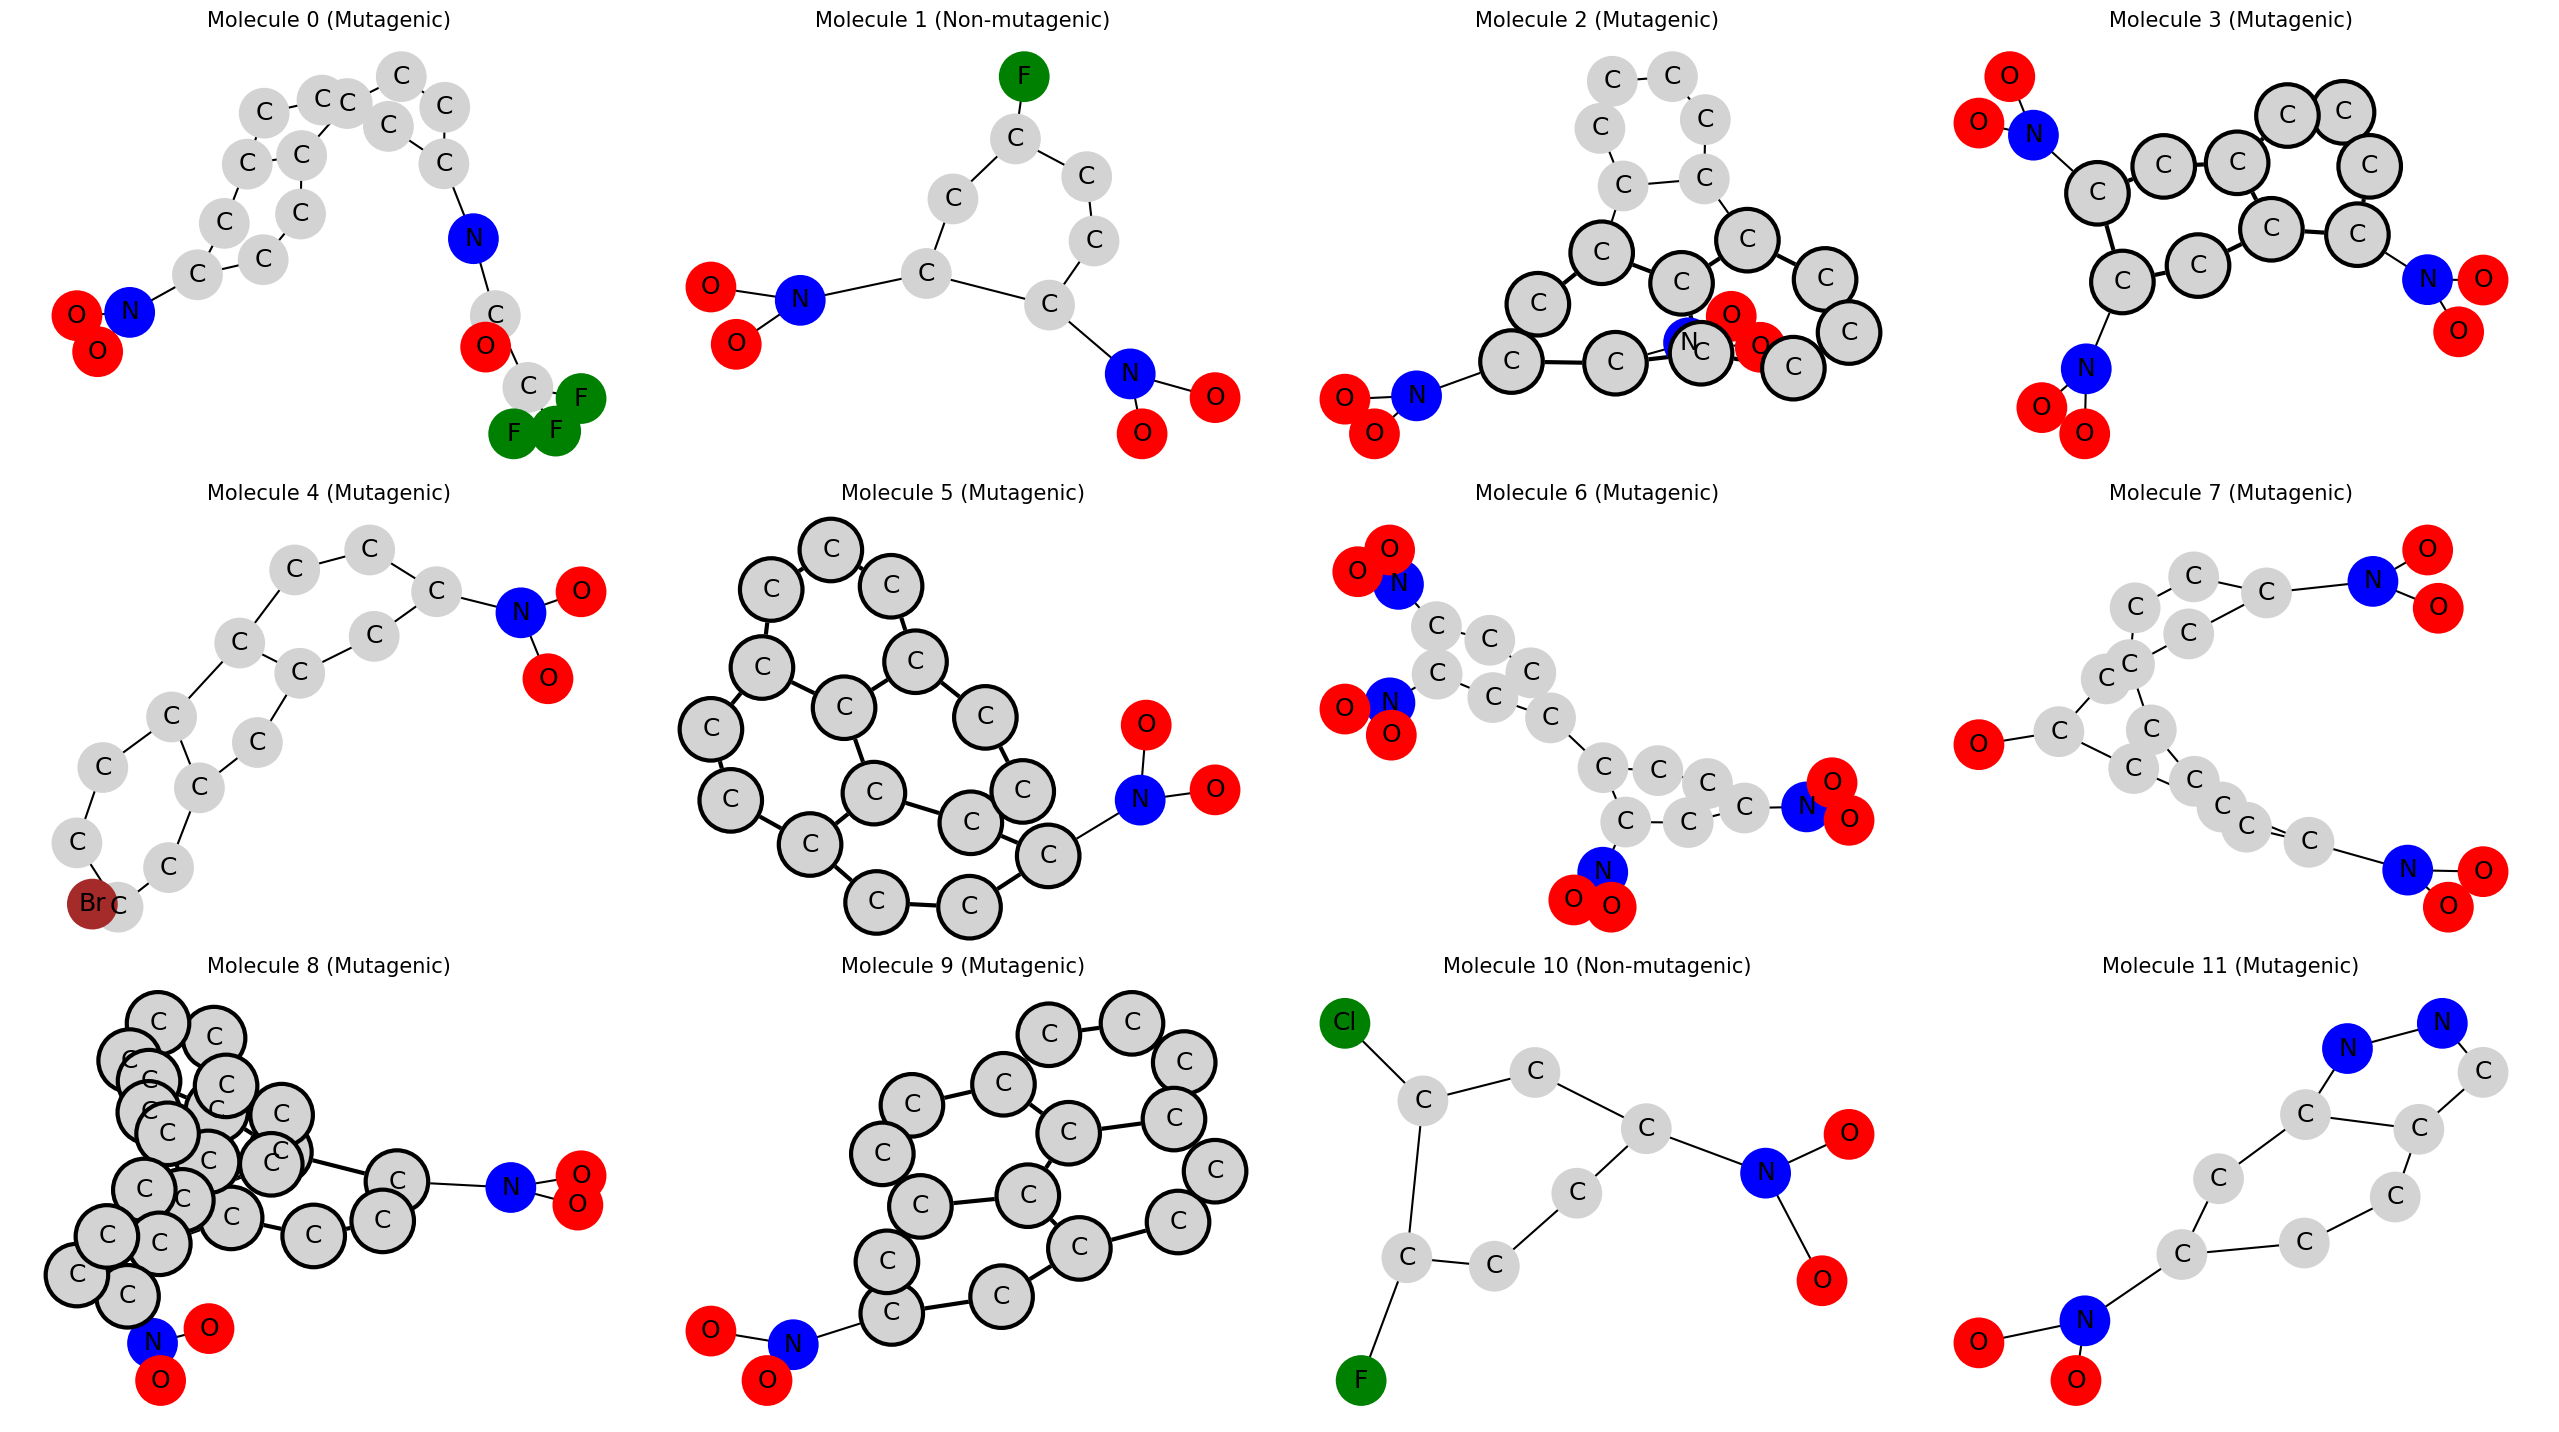 Molecule 0 (Mutagenic)
C C C C C C C C C C C C C C N C O C F F F N O O
Molecule 1 (Non-mutagenic)
F C C C C C C N O O N O O
Molecule 2 (Mutagenic)
C C C C C C C C C C C C C C C C N O O N O O
Molecule 3 (Mutagenic)
O O N C C C C C C C C C C N O O N O O
Molecule 4 (Mutagenic)
C C C C C C C C C C C C C C Br N O O
Molecule 5 (Mutagenic)
C C C C C C C C C C C C C C C C N O O
Molecule 6 (Mutagenic)
O O N C C C N O O C C C C C C C C C N O O N O O
Molecule 7 (Mutagenic)
C C C C C C O C C C C C C C N O O N O O
Molecule 8 (Mutagenic)
C C C C C C C C C C C C C C C C C C C C C C C C N O O N O O
Molecule 9 (Mutagenic)
C C C C C C C C C C C C C C C C C C N O O
Molecule 10 (Non-mutagenic)
Cl C C C C C C F N O O
Molecule 11 (Mutagenic)
N N C C C C C C C N O O